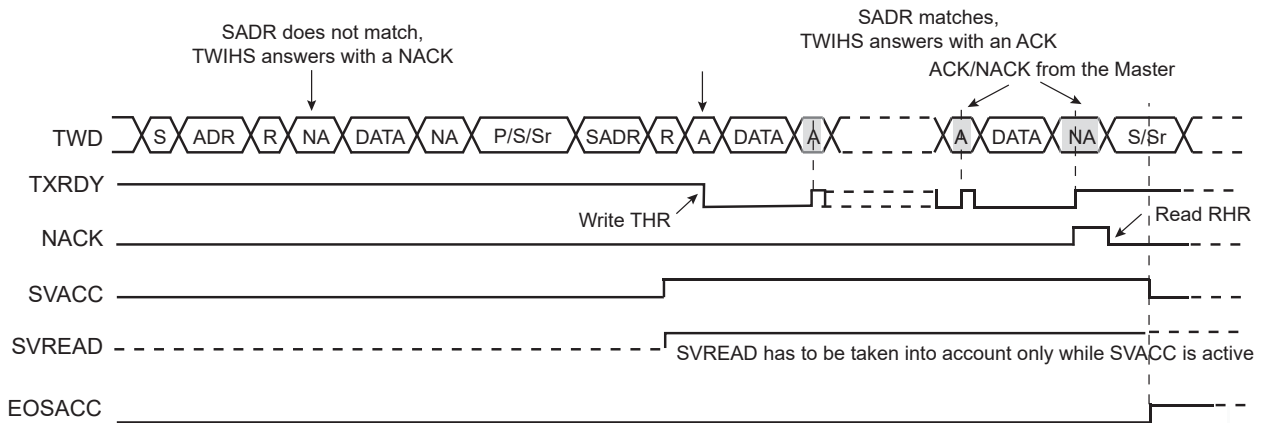 SADR does not match,
TWIHS answers with a NACK
SADR matches,
TWIHS answers with an ACK
ACK/NACK from the Master
TWD S ADR R NA DATA NA P/S/Sr SADR R A DATA A A DATA NA S/Sr
TXRDY
Write THR
Read RHR
NACK
SVACC
SVREAD
SVREAD has to be taken into account only while SVACC is active
EOSACC